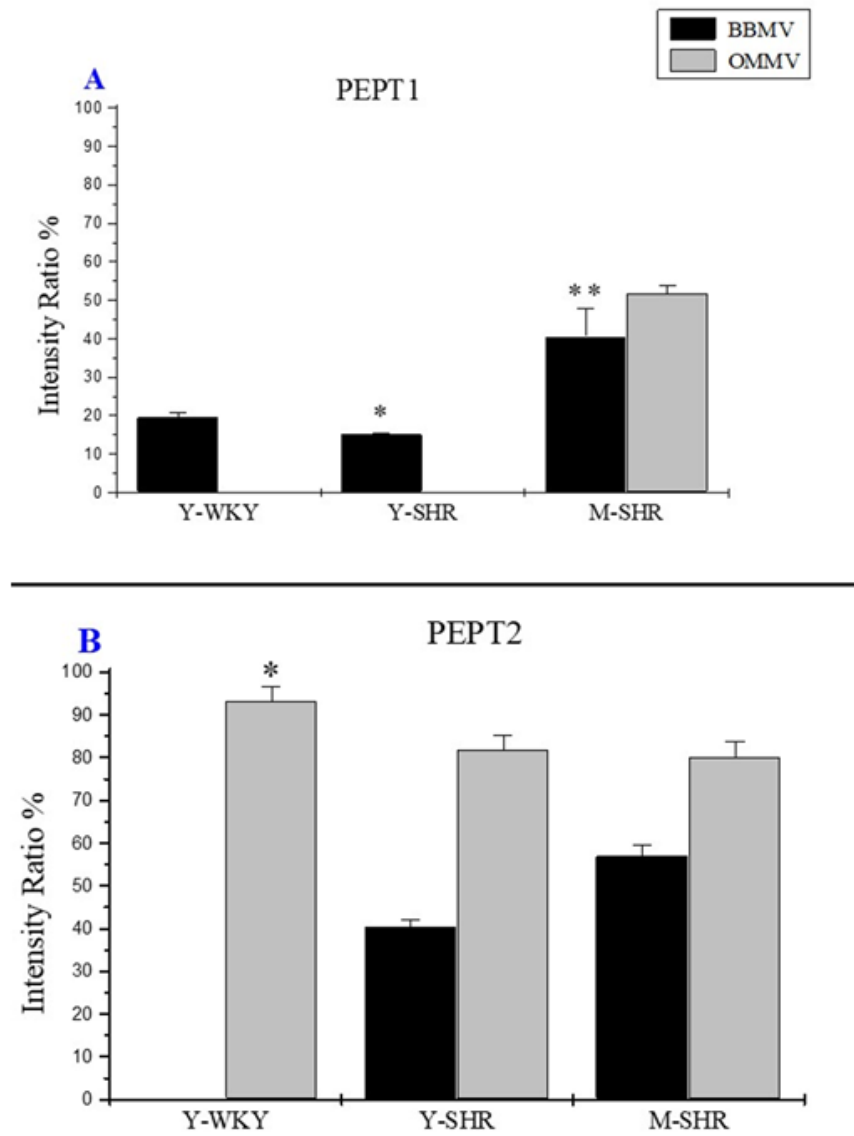 BBMV
OMMV
A
PEPT1
Intensity Ratio %
100
90
80
70
60
50
40
30
20
10
0
*
**
Y-WKY Y-SHR M-SHR
B
PEPT2
Intensity Ratio %
100
90
80
70
60
50
40
30
20
10
0
*
Y-WKY Y-SHR M-SHR